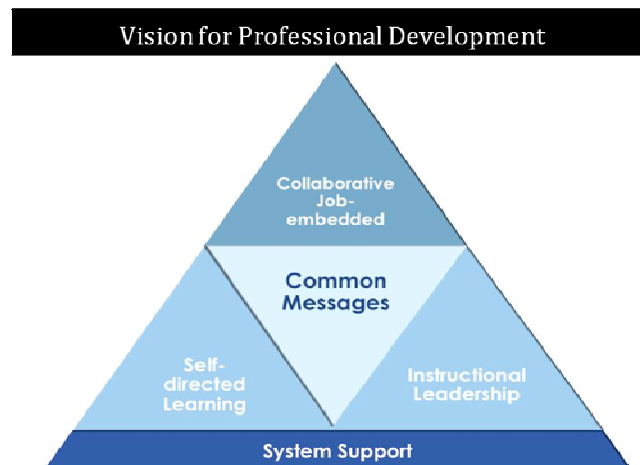 Vision for Professional Development
Collaborative
Job-
embedded
Common
Messages
Self-
directed
Learning
Instructional
Leadership
System Support